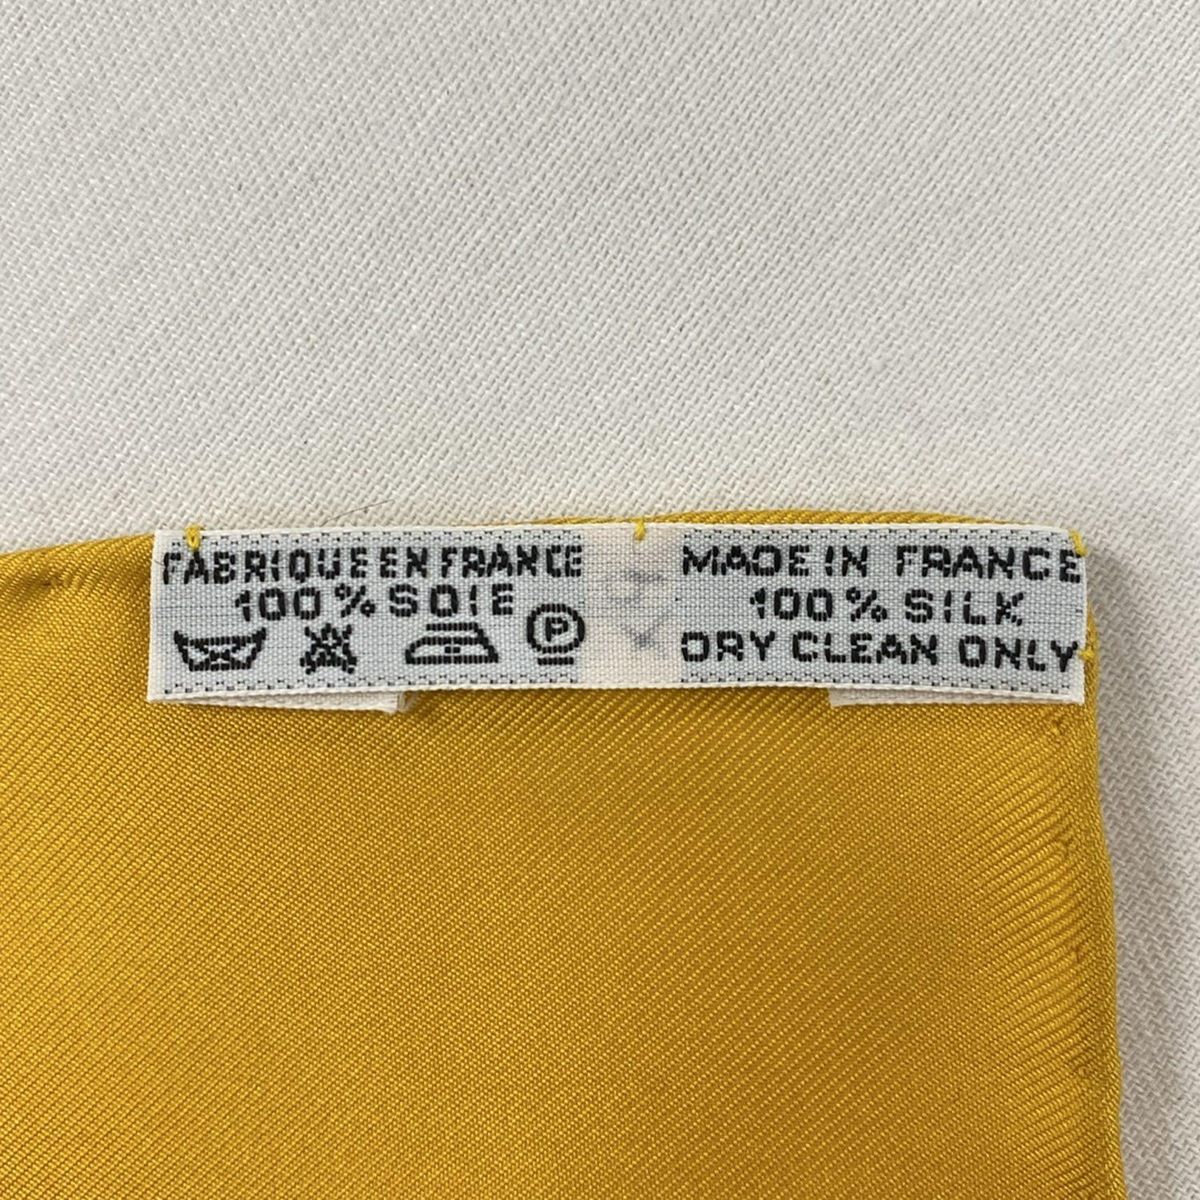 FABRIQUE EN FRANCE
100% SOIE
P
MADE IN FRANCE
100% SILK
DRY CLEAN ONLY